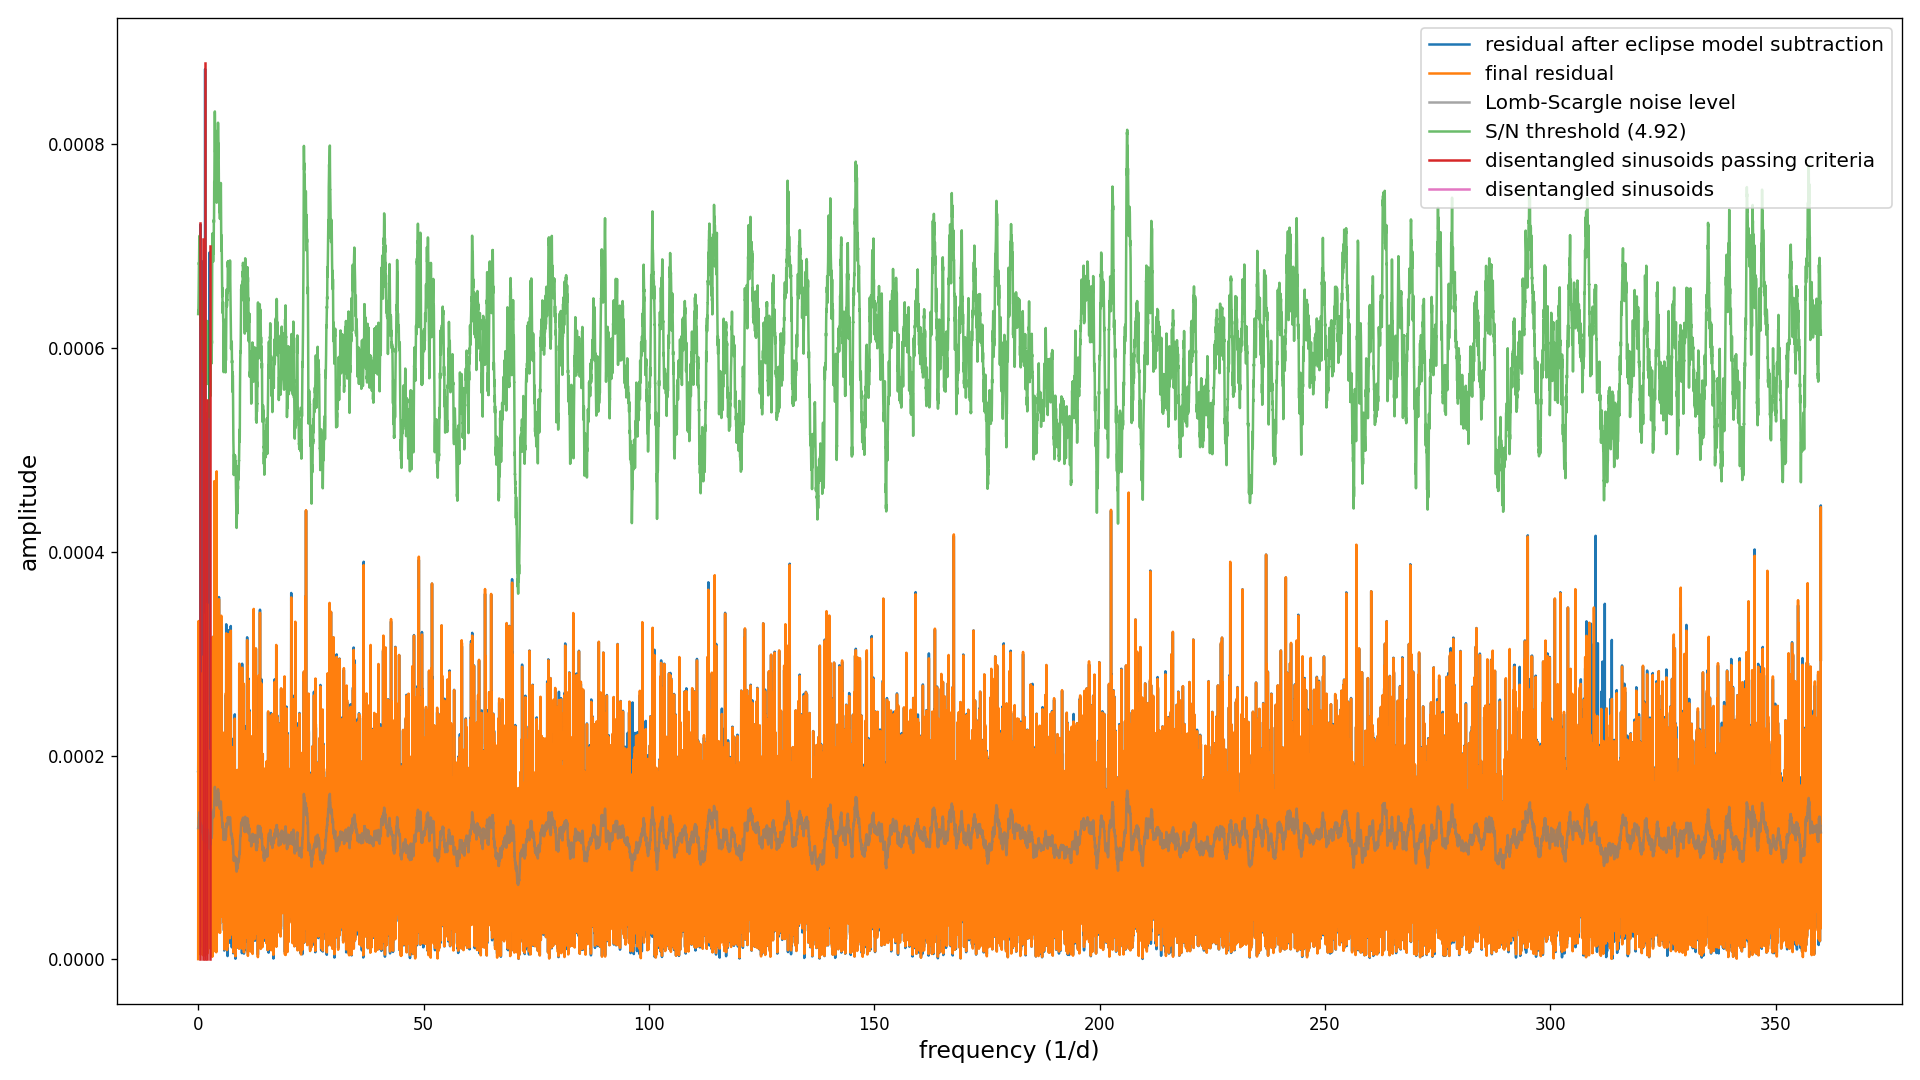 residual after eclipse model subtraction
final residual
Lomb-Scargle noise level
S/N threshold (4.92)
disentangled sinusoids passing criteria
disentangled sinusoids
amplitude
0.0008
0.0006
0.0004
0.0002
0.0000
0 50 100 150 200 250 300 350
frequency (1/d)